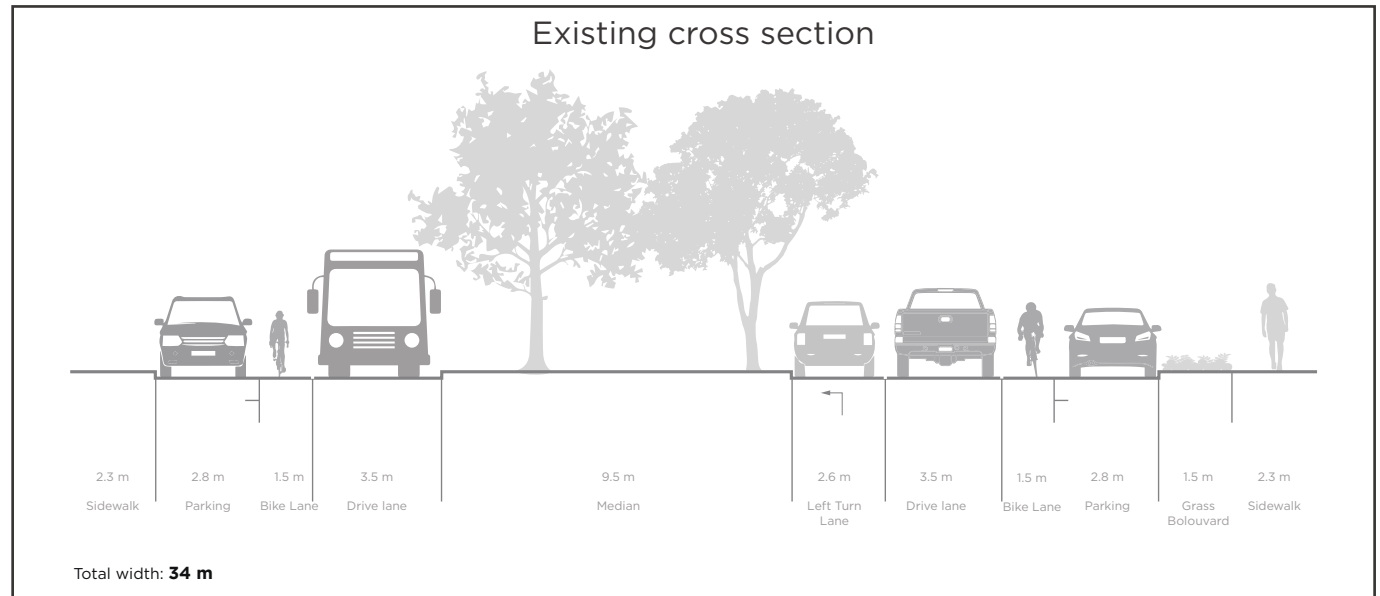 Existing cross section
2.3 m
Sidewalk
2.8 m
Parking
1.5 m
Bike Lane
3.5 m
Drive lane
9.5 m
Median
2.6 m
Left Turn
Lane
3.5 m
Drive lane
1.5 m
Bike Lane
2.8 m
Parking
1.5 m
Grass
Bolouvard
2.3 m
Sidewalk
Total width: 34 m